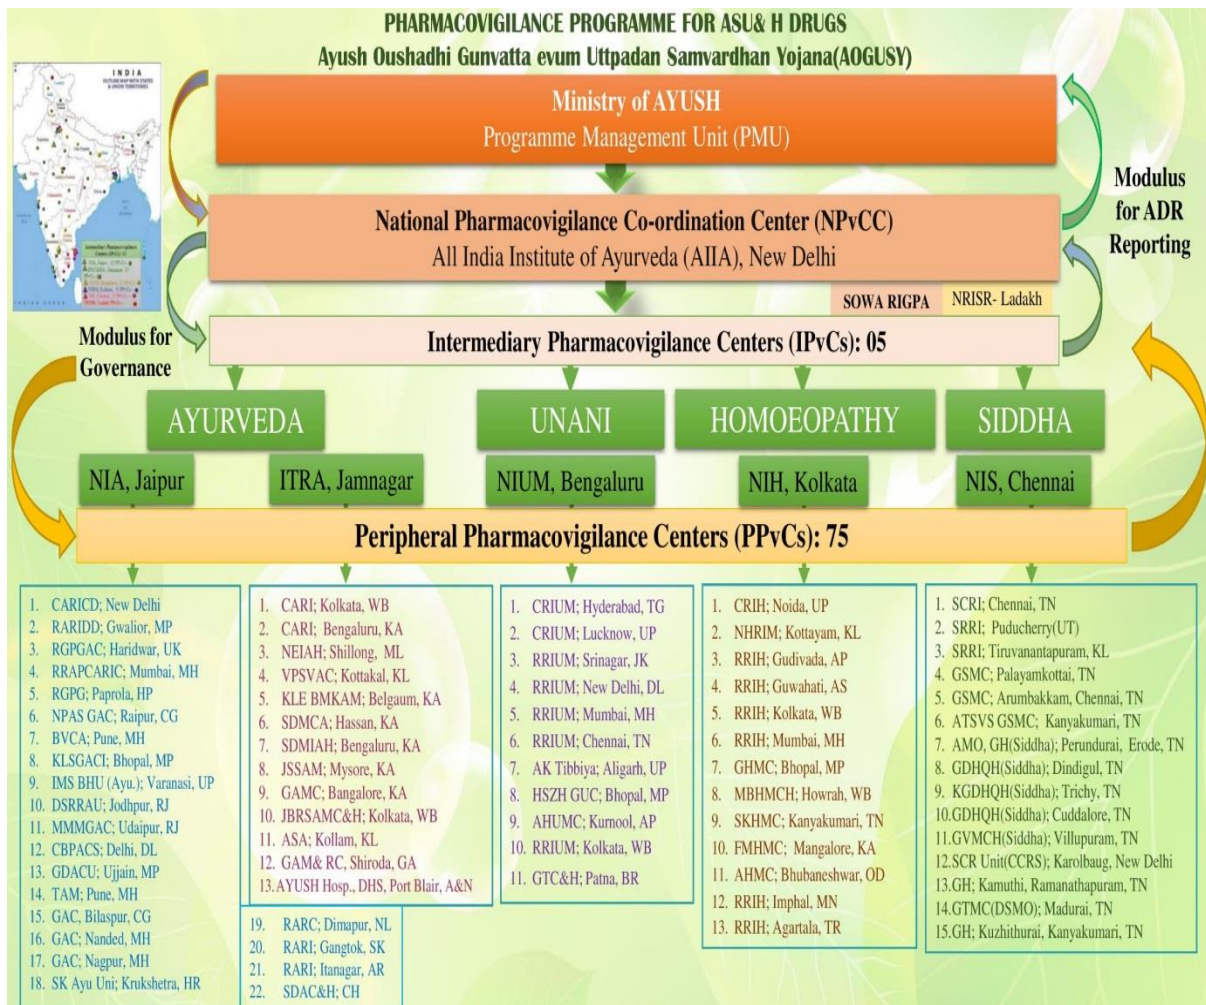 PHARMACOVIGILANCE PROGRAMME FOR ASU& H DRUGS
Ayush Oushadhi Gunvatta evum Uttpadan Samvardhan Yojana(AOGUSY)
INDIA
OUTLINE MAP WITH STATES
& UNION TERRITORIES
Ministry of AYUSH
Programme Management Unit (PMU)
Modulus
for ADR
Reporting
National Pharmacovigilance Co-ordination Center (NPvCC)
All India Institute of Ayurveda (AIIA), New Delhi
SOWA RIGPA
NRISR- Ladakh
Modulus for
Governance
Intermediary Pharmacovigilance Centers (IPvCs): 05
AYURVEDA
UNANI
HOMOEOPATHY
SIDDHA
NIA, Jaipur
ITRA, Jamnagar
NIUM, Bengaluru
NIH, Kolkata
NIS, Chennai
Peripheral Pharmacovigilance Centers (PPvCs): 75
1. CARICD; New Delhi
2. RARIDD; Gwalior, MP
3. RGPGAC; Haridwar, UK
4. RRAPCARIC; Mumbai, MH
5. RGPG; Paprola, HP
6. NPAS GAC; Raipur, CG
7. BVCA; Pune, MH
8. KLSGACI; Bhopal, MP
9. IMS BHU (Ayu.); Varanasi, UP
10. DSRRAU; Jodhpur, RJ
11. MMMGAC; Udaipur, RJ
12. CBPACS; Delhi, DL
13. GDACU; Ujjain, MP
14. TAM; Pune, MH
15. GAC, Bilaspur, CG
16. GAC; Nanded, MH
17. GAC; Nagpur, MH
18. SK Ayu Uni; Krukshetra, HR
1. CARI; Kolkata, WB
2. CARI; Bengaluru, KA
3. NEIAH; Shillong, ML
4. VPSVAC; Kottakal, KL
5. KLE BMKAM; Belgaum, KA
6. SDMCA; Hassan, KA
7. SDMIAH; Bengaluru, KA
8. JSSAM; Mysore, KA
9. GAMC; Bangalore, KA
10. JBRSAMC&H; Kolkata, WB
11. ASA; Kollam, KL
12. GAM& RC, Shiroda, GA
13. AYUSH Hosp., DHS, Port Blair, A&N
19. RARC; Dimapur, NL
20. RARI; Gangtok, SK
21. RARI; Itanagar, AR
22. SDAC&H; CH
1. CRIUM; Hyderabad, TG
2. CRIUM; Lucknow, UP
3. RRIUM; Srinagar, JK
4. RRIUM; New Delhi, DL
5. RRIUM; Mumbai, MH
6. RRIUM; Chennai, TN
7. AK Tibbiya; Aligarh, UP
8. HSZH GUC; Bhopal, MP
9. AHUMC; Kurnool, AP
10. RRIUM; Kolkata, WB
11. GTC&H; Patna, BR
1. CRIH; Noida, UP
2. NHRIM; Kottayam, KL
3. RRIH; Gudivada, AP
4. RRIH; Guwahati, AS
5. RRIH; Kolkata, WB
6. RRIH; Mumbai, MH
7. GHMC; Bhopal, MP
8. MBHMCH; Howrah, WB
9. SKHMC; Kanyakumari, TN
10. FMHMC; Mangalore, KA
11. AHMC; Bhubaneshwar, OD
12. RRIH; Imphal, MN
13. RRIH; Agartala, TR
1. SCRI; Chennai, TN
2. SRRI; Puducherry(UT)
3. SRRI; Tiruvanantapuram, KL
4. GSMC; Palayamkottai, TN
5. GSMC; Arumbakkam, Chennai, TN
6. ATSVS GSMC; Kanyakumari, TN
7. AMO, GH(Siddha); Perundurai, Erode, TN
8. GDHQH(Siddha); Dindigul, TN
9. KGDHQH(Siddha); Trichy, TN
10. GDHQH(Siddha); Cuddalore, TN
11. GVMCH(Siddha); Villupuram, TN
12. SCR Unit(CCRS); Karolbaug, New Delhi
13. GH; Kamuthi, Ramanathapuram, TN
14. GTMC(DSMO); Madurai, TN
15. GH; Kuzhithurai, Kanyakumari, TN